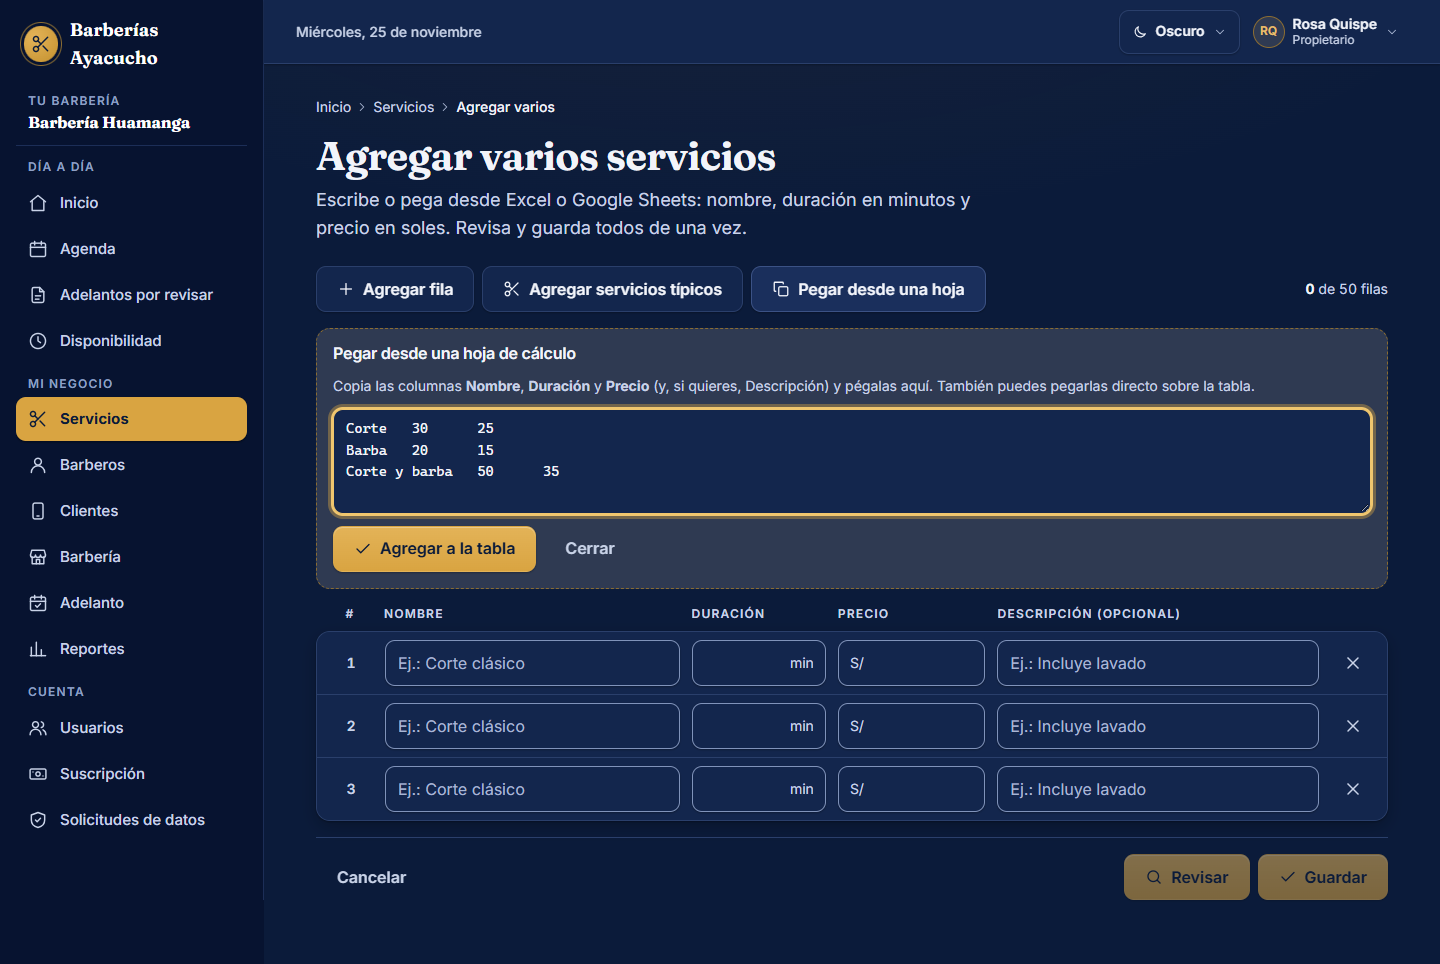 Barberías
Ayacucho
TU BARBERÍA
Barbería Huamanga
DÍA A DÍA
Inicio
Agenda
Adelantos por revisar
Disponibilidad
MI NEGOCIO
Servicios
Barberos
Clientes
Barbería
Adelanto
Reportes
CUENTA
Usuarios
Suscripción
Solicitudes de datos
Miércoles, 25 de noviembre
Oscuro
RQ
Rosa Quispe
Propietario
Inicio > Servicios > Agregar varios
Agregar varios servicios
Escribe o pega desde Excel o Google Sheets: nombre, duración en minutos y
precio en soles. Revisa y guarda todos de una vez.
Agregar fila
Agregar servicios típicos
Pegar desde una hoja
0 de 50 filas
Pegar desde una hoja de cálculo
Copia las columnas Nombre, Duración y Precio (y, si quieres, Descripción) y pégalas aquí. También puedes pegarlas directo sobre la tabla.
Corte 30 25
Barba 20 15
Corte y barba 50 35
Agregar a la tabla
Cerrar
# NOMBRE DURACIÓN PRECIO DESCRIPCIÓN (OPCIONAL)
1 Ej.: Corte clásico min S/ Ej.: Incluye lavado
2 Ej.: Corte clásico min S/ Ej.: Incluye lavado
3 Ej.: Corte clásico min S/ Ej.: Incluye lavado
Cancelar
Revisar
Guardar